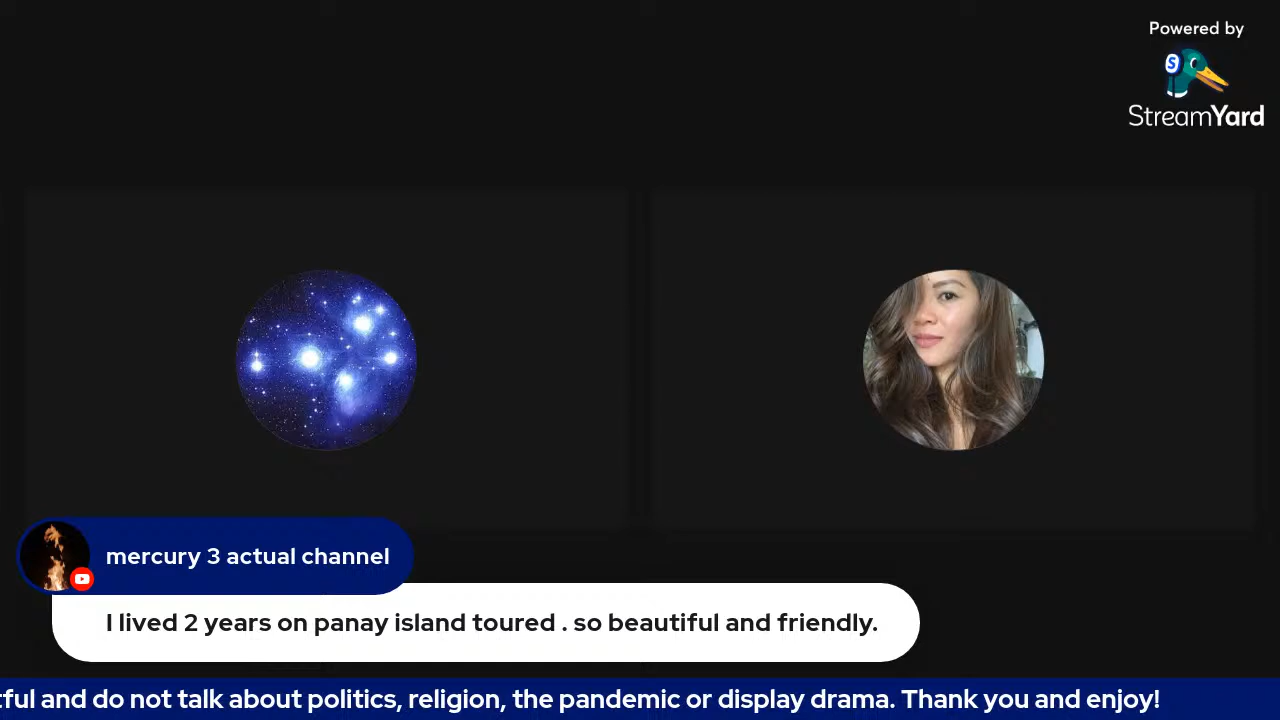 Powered by
S
StreamYard
mercury 3 actual channel
I lived 2 years on panay island toured . so beautiful and friendly.
and do not talk about politics, religion, the pandemic or display drama. Thank you and enjoy!